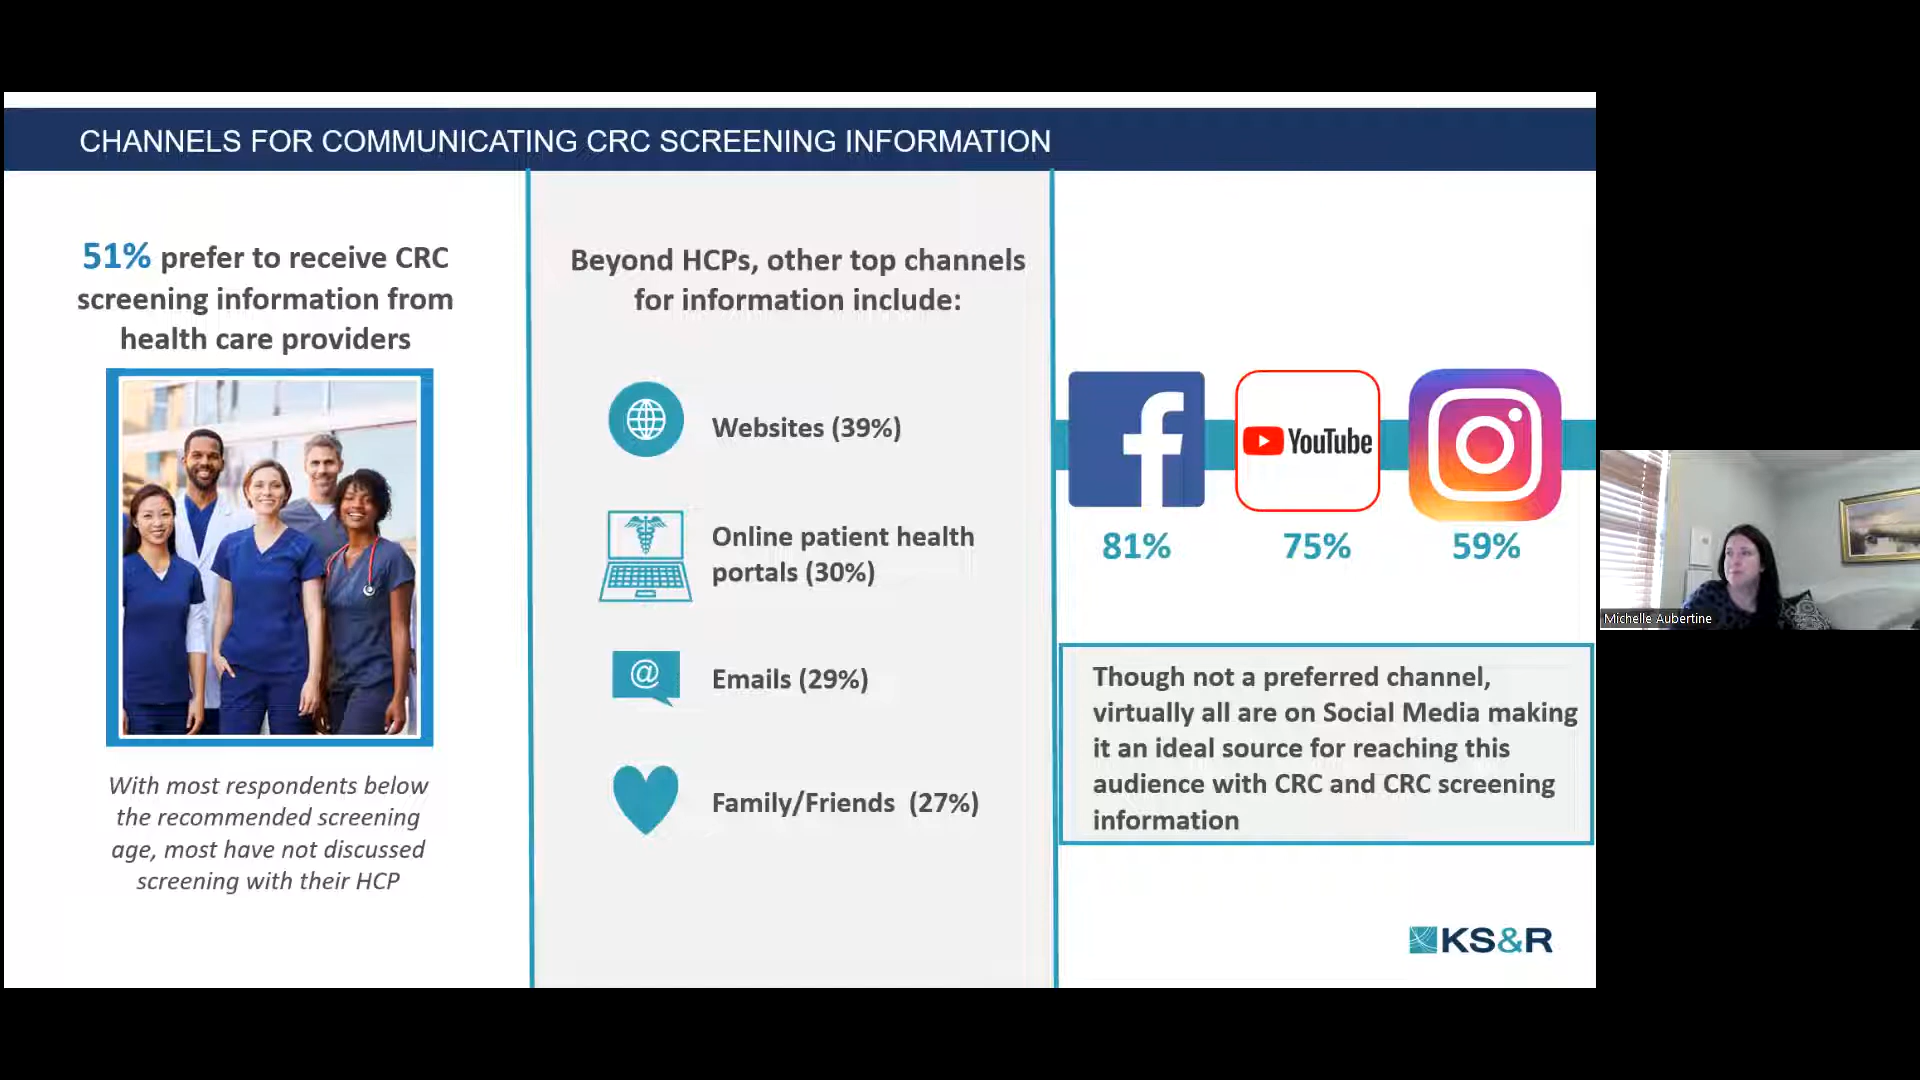 CHANNELS FOR COMMUNICATING CRC SCREENING INFORMATION
51% prefer to receive CRC
screening information from
health care providers
With most respondents below
the recommended screening
age, most have not discussed
screening with their HCP
Beyond HCPs, other top channels
for information include:
Websites (39%)
Online patient health
portals (30%)
@
Emails (29%)
Family/Friends (27%)
f
YouTube
81%
75%
59%
Though not a preferred channel,
virtually all are on Social Media making
it an ideal source for reaching this
audience with CRC and CRC screening
information
KS&R
Michelle Aubertine